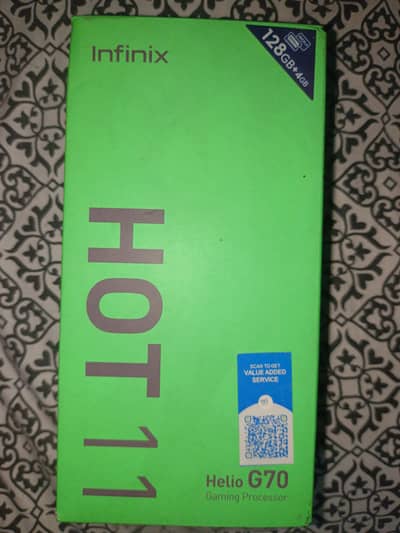 Infinix
128GB+4GB
HOT 11
SCAN TO GET
VALUE ADDED
SERVICE
Helio G70
Gaming Processor